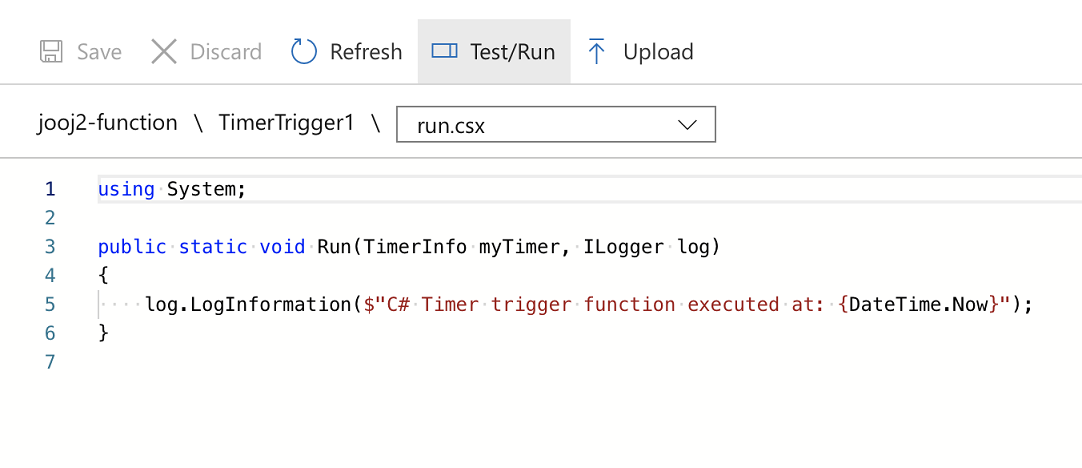 Save Discard Refresh Test/Run Upload
jooj2-function \ TimerTrigger1 \ run.csx
1 using System;
2
3 public static void Run(TimerInfo myTimer, ILogger log)
4 {
5     log.LogInformation($"C# Timer trigger function executed at: {DateTime.Now}");
6 }
7